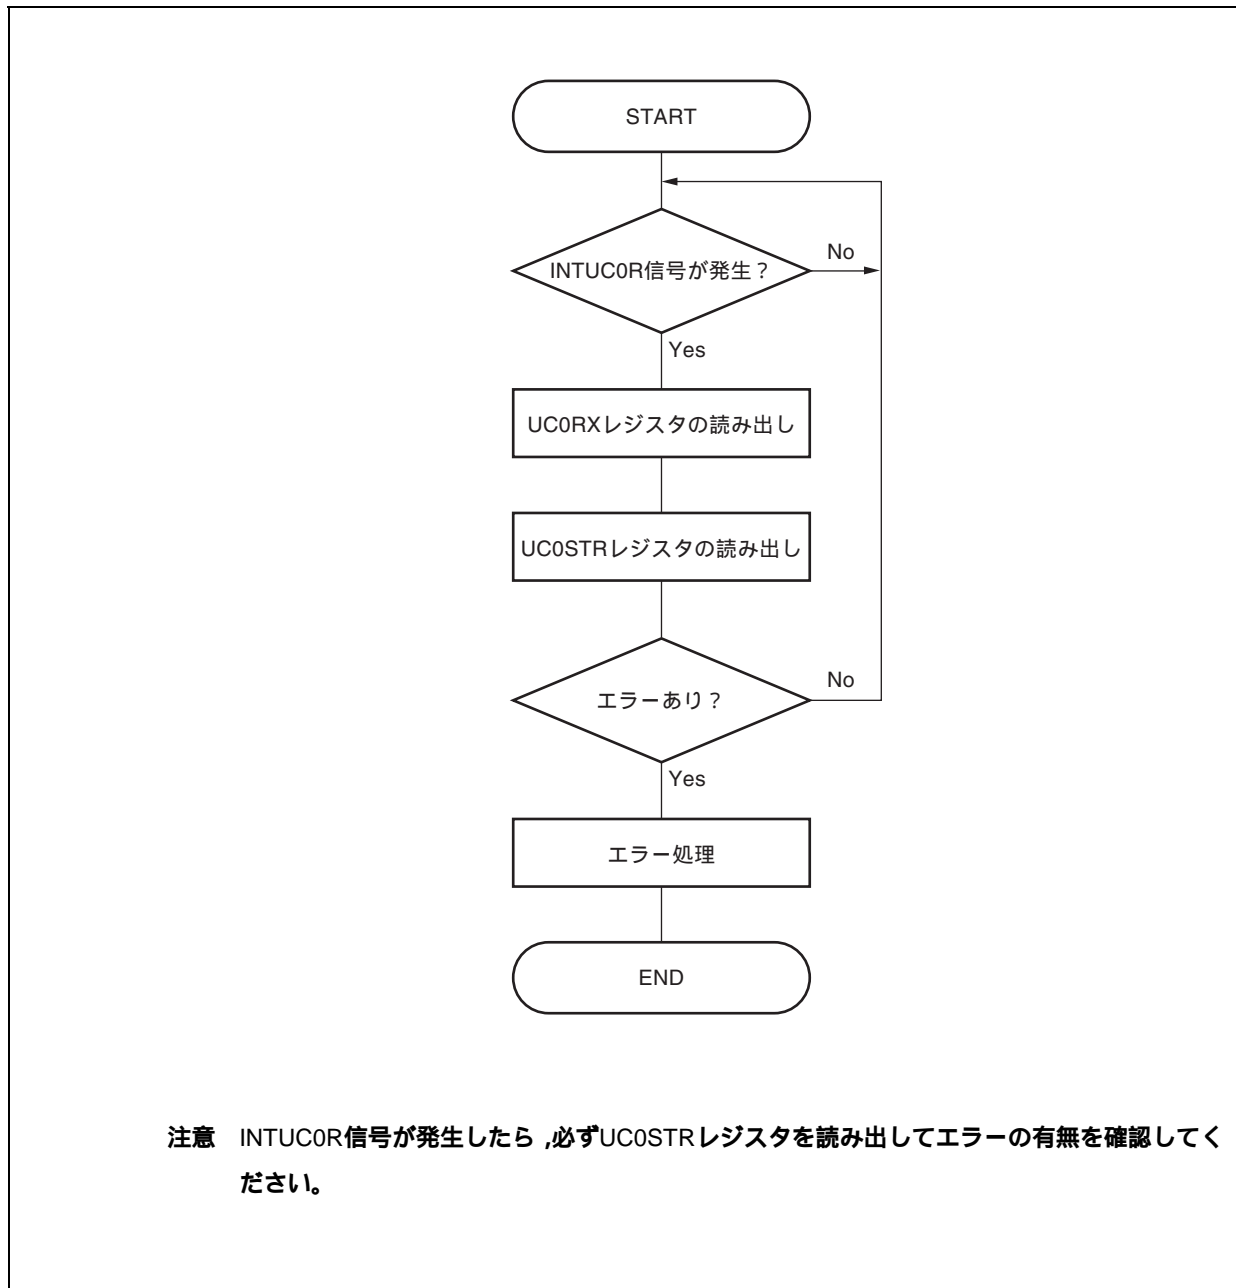 START
INTUC0R信号が発生？
No
Yes
UC0RXレジスタの読み出し
UC0STRレジスタの読み出し
エラーあり？
No
Yes
エラー処理
END
注意 INTUC0R信号が発生したら ,必ずUC0STRレジスタを読み出してエラーの有無を確認してく
ださい。